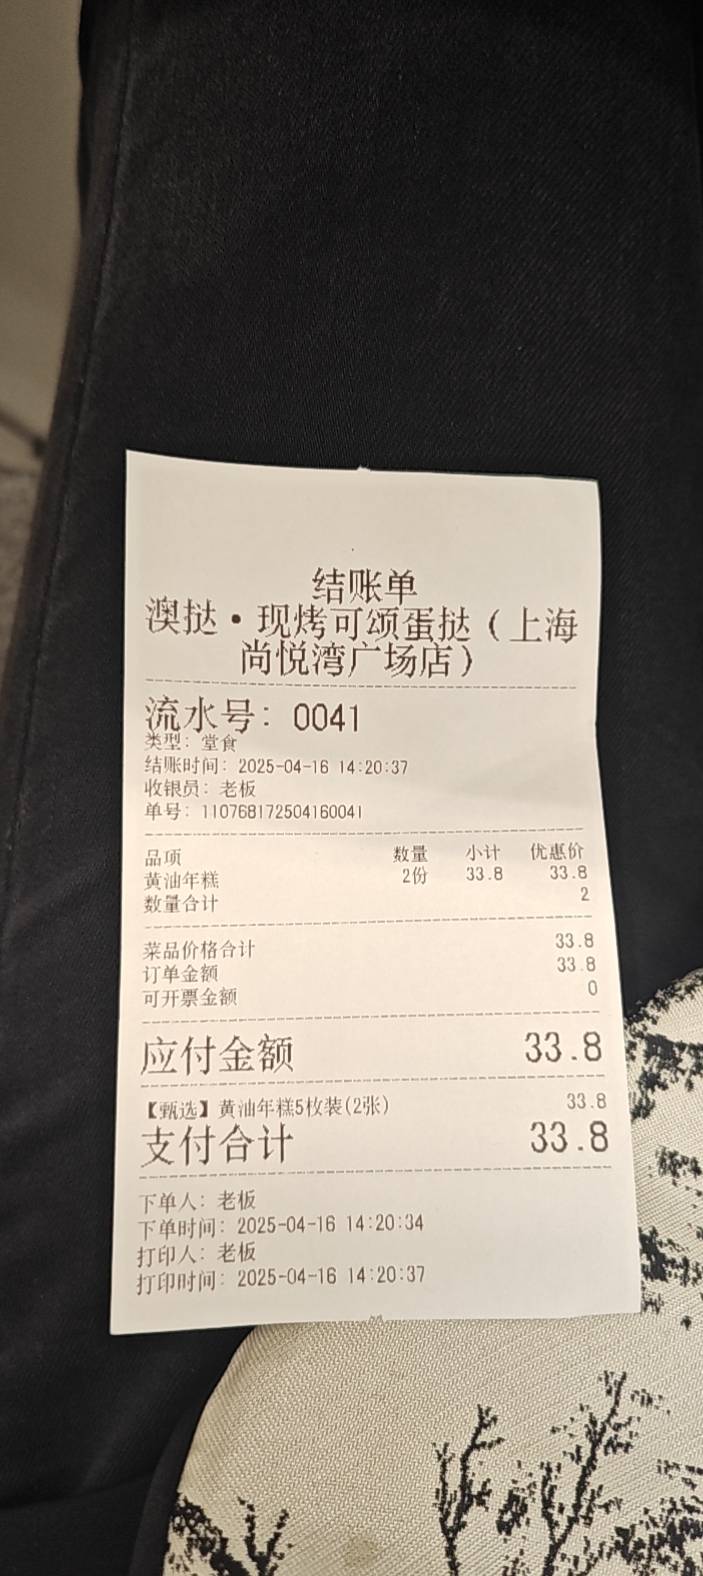 结账单
澳挞·现烤可颂蛋挞（上海
尚悦湾广场店）
流水号：0041
类型：堂食
结账时间：2025-04-16 14:20:37
收银员：老板
单号：110768172504160041
品项 数量 小计 优惠价
黄油年糕 2份 33.8 33.8
数量合计 2
菜品价格合计 33.8
订单金额 33.8
可开票金额 0
应付金额 33.8
【甄选】黄油年糕5枚装(2张) 33.8
支付合计 33.8
下单人：老板
下单时间：2025-04-16 14:20:34
打印人：老板
打印时间：2025-04-16 14:20:37